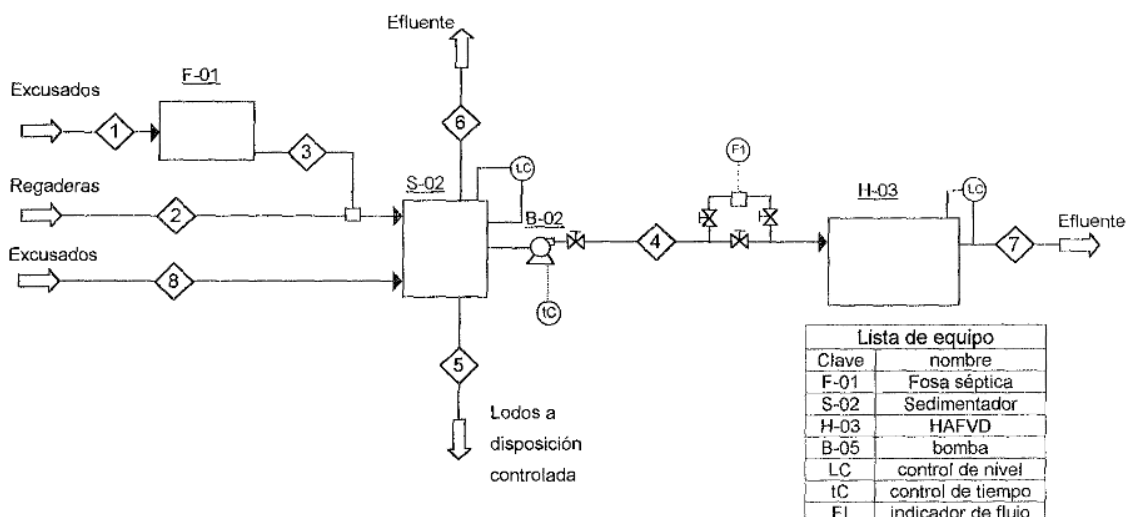 Efluente
F-01
Excusados
1
3
6
Regaderas
2
S-02
LC
B-02
F1
H-03
LC
4
7
Efluente
Excusados
8
tC
5
Lodos a
disposición
controlada
Lista de equipo
Clave nombre
F-01 Fosa séptica
S-02 Sedimentador
H-03 HAFVD
B-05 bomba
LC control de nivel
tC control de tiempo
FI indicador de flujo